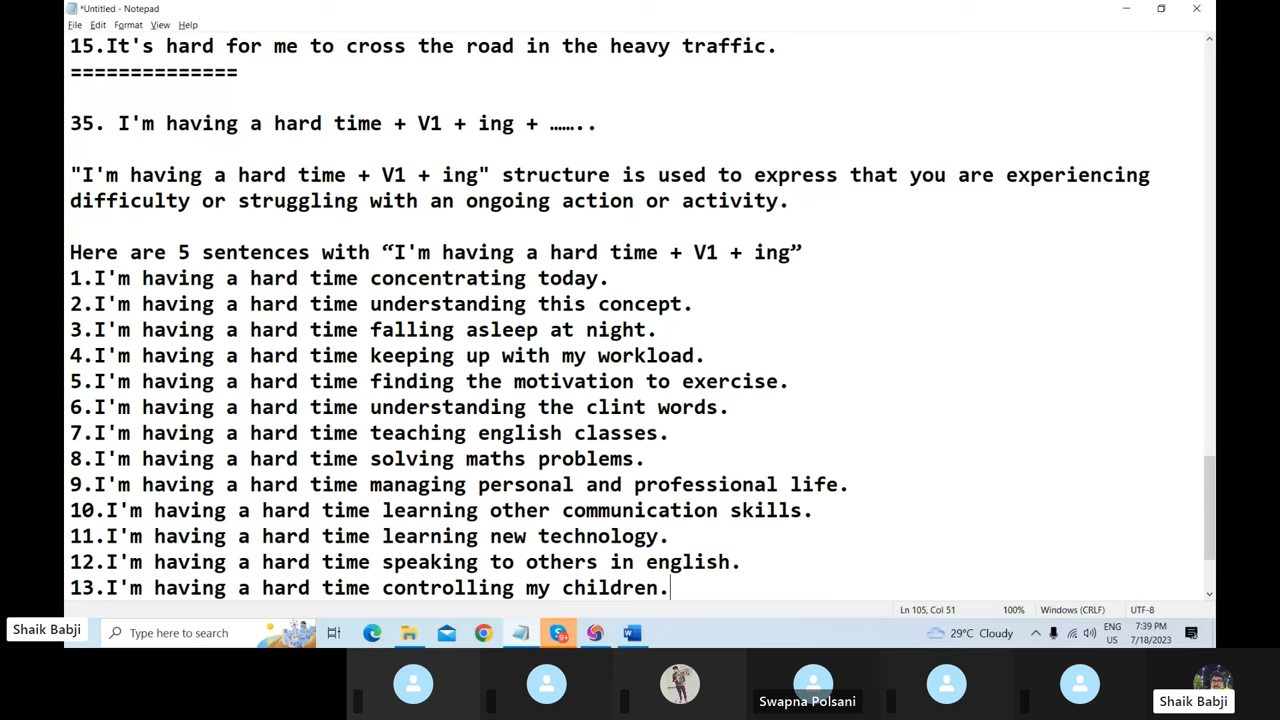 *Untitled - Notepad
File Edit Format View Help
15.It's hard for me to cross the road in the heavy traffic.
==============
35. I'm having a hard time + V1 + ing + ……..
"I'm having a hard time + V1 + ing" structure is used to express that you are experiencing
difficulty or struggling with an ongoing action or activity.
Here are 5 sentences with “I'm having a hard time + V1 + ing”
1.I'm having a hard time concentrating today.
2.I'm having a hard time understanding this concept.
3.I'm having a hard time falling asleep at night.
4.I'm having a hard time keeping up with my workload.
5.I'm having a hard time finding the motivation to exercise.
6.I'm having a hard time understanding the clint words.
7.I'm having a hard time teaching english classes.
8.I'm having a hard time solving maths problems.
9.I'm having a hard time managing personal and professional life.
10.I'm having a hard time learning other communication skills.
11.I'm having a hard time learning new technology.
12.I'm having a hard time speaking to others in english.
13.I'm having a hard time controlling my children.
Ln 105, Col 51 100% Windows (CRLF) UTF-8
Shaik Babji
Type here to search
29°C Cloudy
ENG
US
7:39 PM
7/18/2023
Swapna Polsani
Shaik Babji